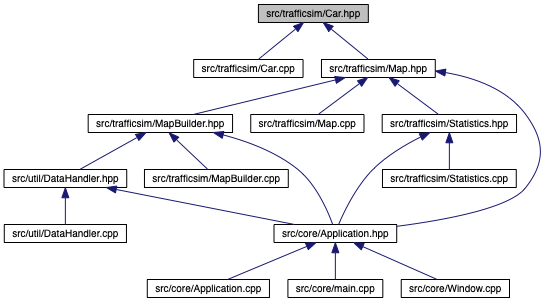 src/trafficsim/Car.hpp
src/trafficsim/Car.cpp
src/trafficsim/Map.hpp
src/trafficsim/MapBuilder.hpp
src/trafficsim/Map.cpp
src/trafficsim/Statistics.hpp
src/util/DataHandler.hpp
src/trafficsim/MapBuilder.cpp
src/trafficsim/Statistics.cpp
src/util/DataHandler.cpp
src/core/Application.hpp
src/core/Application.cpp
src/core/main.cpp
src/core/Window.cpp